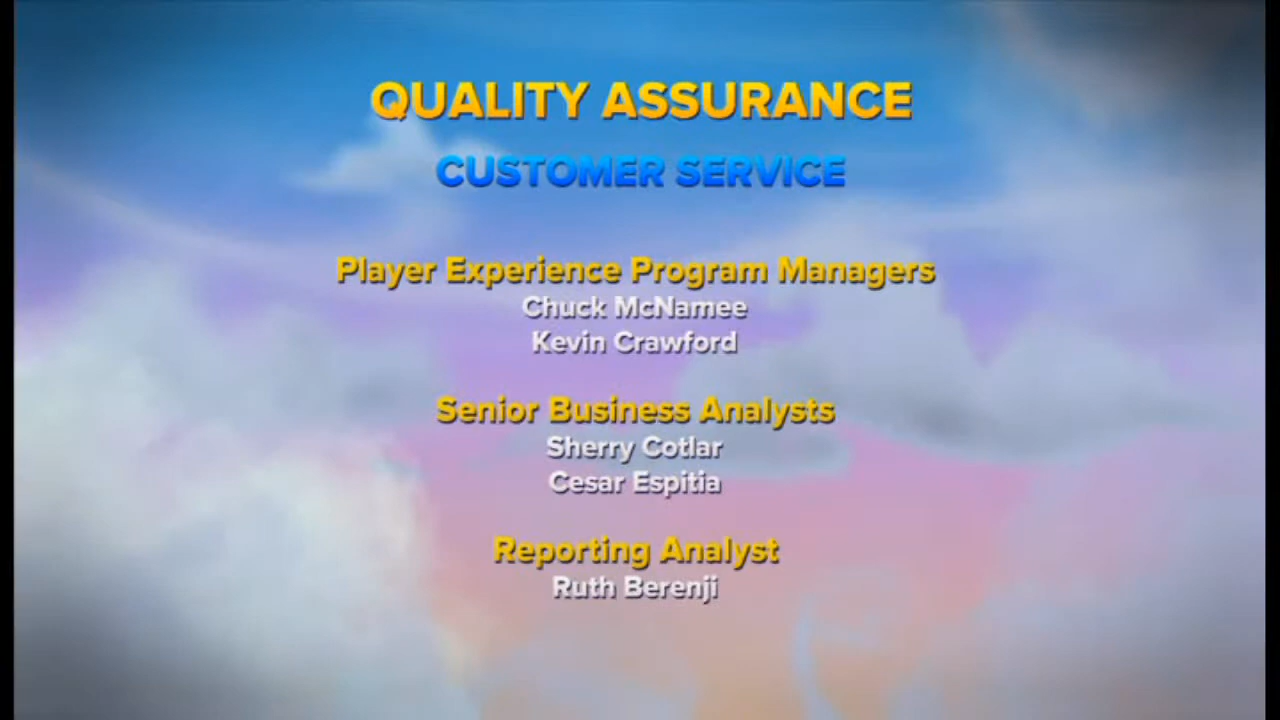 QUALITY ASSURANCE
CUSTOMER SERVICE
Player Experience Program Managers
Chuck McNamee
Kevin Crawford
Senior Business Analysts
Sherry Cotlar
Cesar Espitia
Reporting Analyst
Ruth Berenji